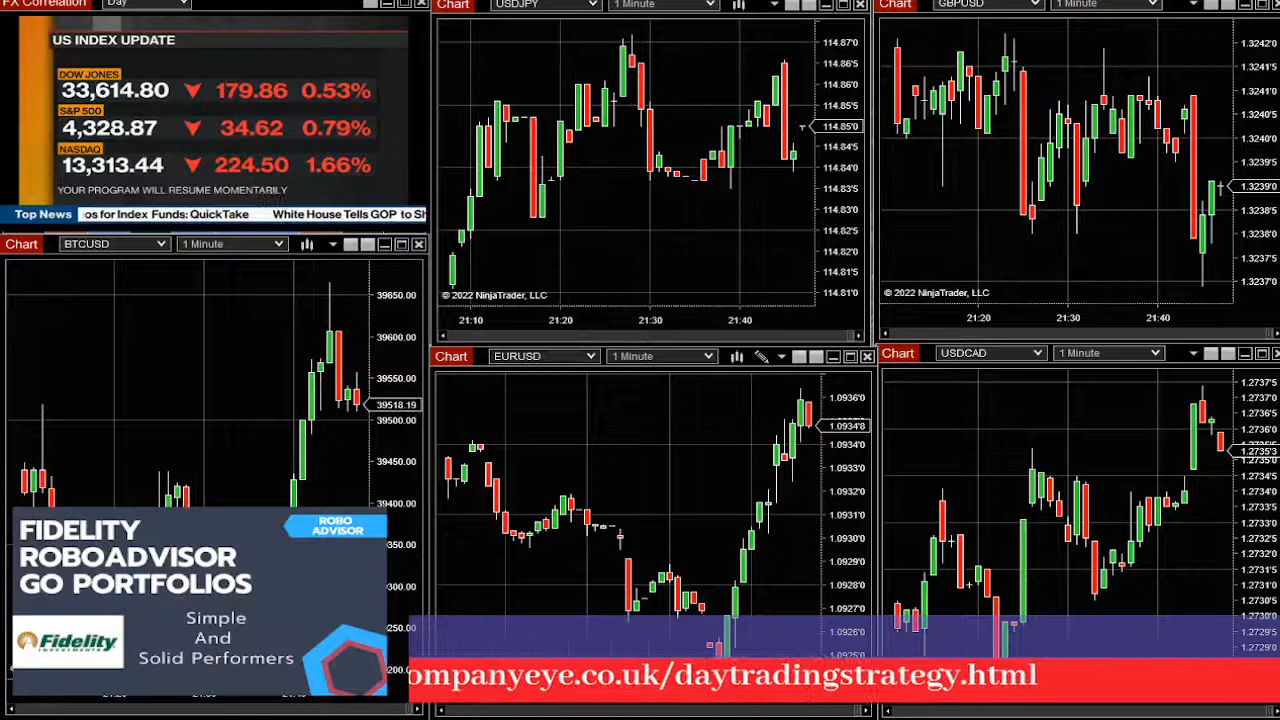 FX Correlation
Day
US INDEX UPDATE
DOW JONES
33,614.80 ▼ 179.86 0.53%
S&P 500
4,328.87 ▼ 34.62 0.79%
NASDAQ
13,313.44 ▼ 224.50 1.66%
YOUR PROGRAM WILL RESUME MOMENTARILY
Top News os for Index Funds: QuickTake White House Tells GOP to Sh
Chart USDJPY 1 Minute
114.87'0
114.86'5
114.86'0
114.85'5
114.85'0
114.84'5
114.84'0
114.83'5
114.83'0
114.82'5
114.82'0
114.81'5
114.81'0
© 2022 NinjaTrader, LLC
21:10 21:20 21:30 21:40
Chart GBPUSD 1 Minute
1.3242'0
1.3241'5
1.3241'0
1.3240'5
1.3240'0
1.3239'5
1.3239'0
1.3238'5
1.3238'0
1.3237'5
1.3237'0
© 2022 NinjaTrader, LLC
21:20 21:30 21:40
Chart BTCUSD 1 Minute
39650.00
39600.00
39550.00
39518.19
39500.00
39450.00
39400.00
350.00
300.00
250.00
200.0
FIDELITY
ROBOADVISOR
GO PORTFOLIOS
ROBO
ADVISOR
Simple
And
Solid Performers
Fidelity
INVESTMENTS
Chart EURUSD 1 Minute
1.0936'0
1.0934'8
1.0934'0
1.0933'0
1.0932'0
1.0931'0
1.0930'0
1.0929'0
1.0928'0
1.0927'0
1.0926'0
1.0925'0
Chart USDCAD 1 Minute
1.2737'5
1.2737'0
1.2736'5
1.2736'0
1.2735'3
1.2735'0
1.2734'5
1.2734'0
1.2733'5
1.2733'0
1.2732'5
1.2732'0
1.2731'5
1.2731'0
1.2730'5
1.2730'0
1.2729'5
1.2729'0
ompanyeye.co.uk/daytradingstrategy.html